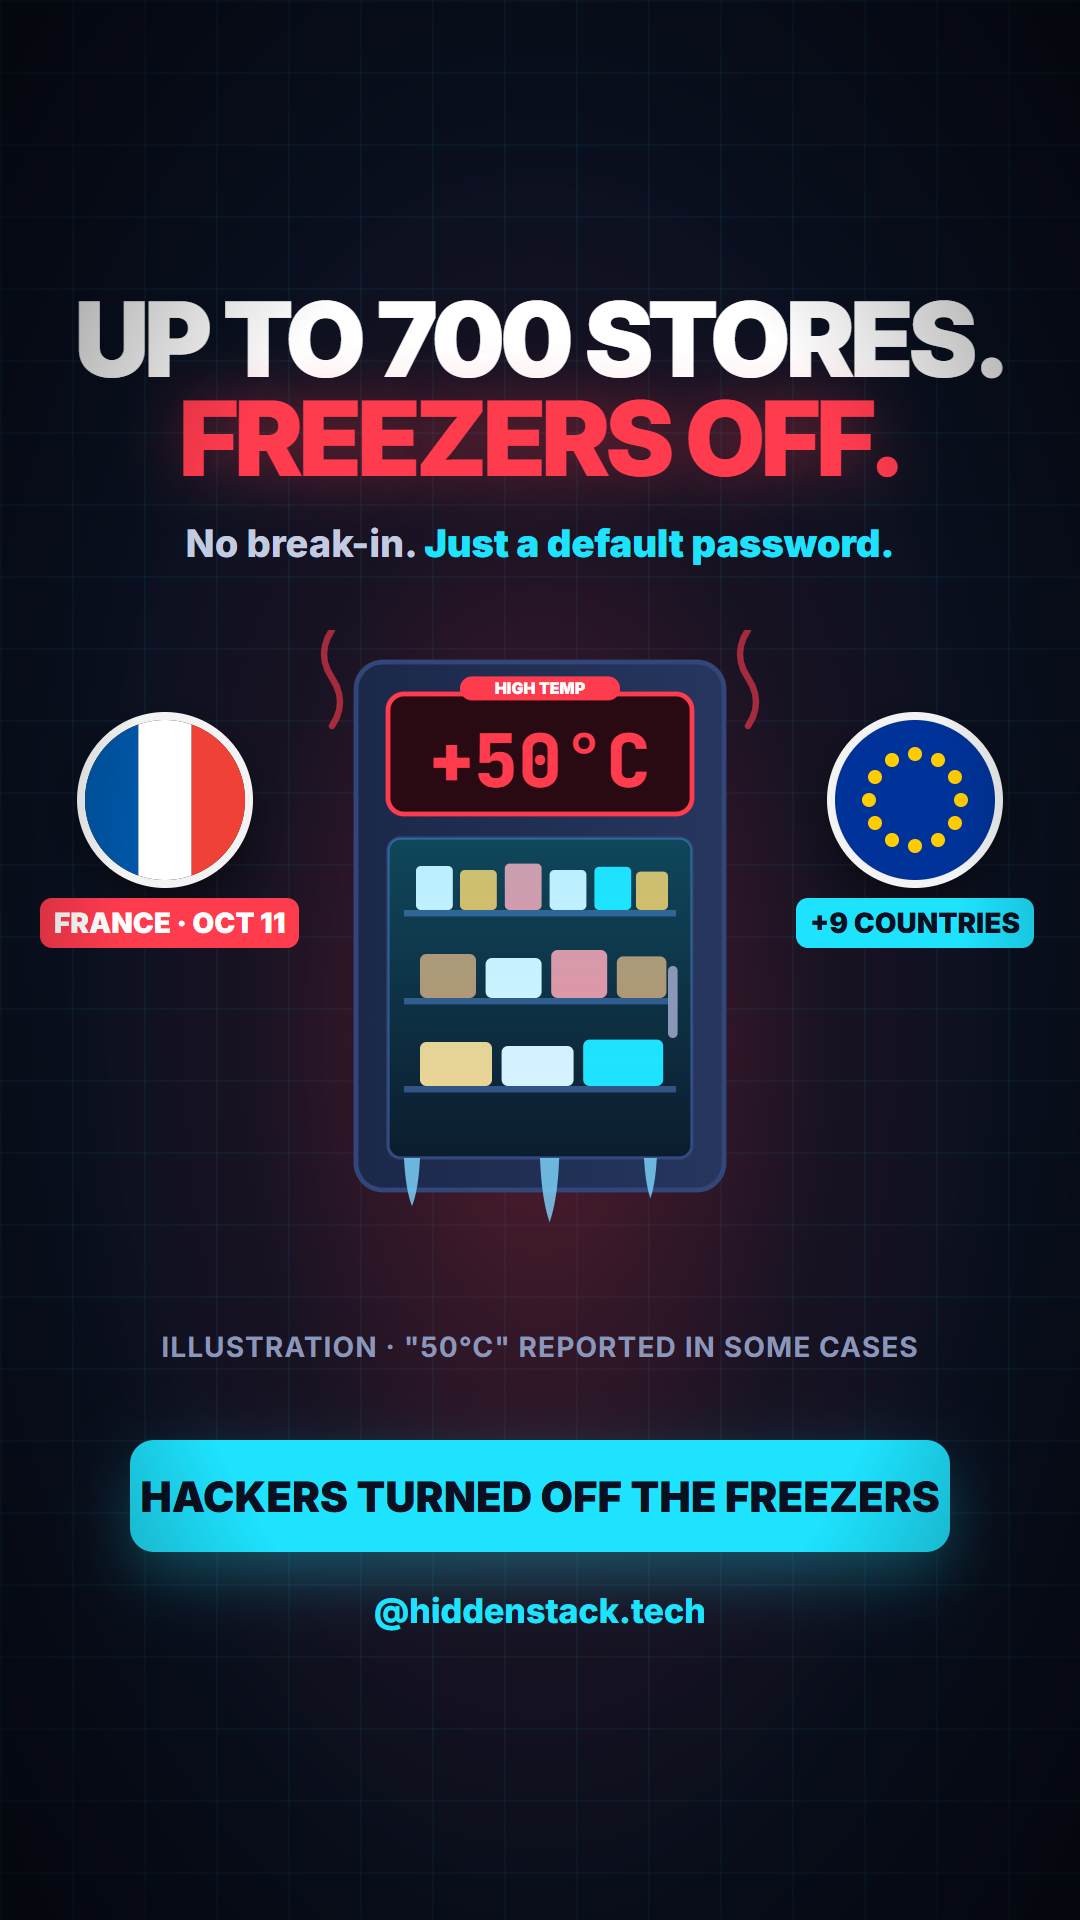 UP TO 700 STORES.
FREEZERS OFF.
No break-in. Just a default password.
HIGH TEMP
+50°C
FRANCE · OCT 11
+9 COUNTRIES
ILLUSTRATION · "50°C" REPORTED IN SOME CASES
HACKERS TURNED OFF THE FREEZERS
@hiddenstack.tech